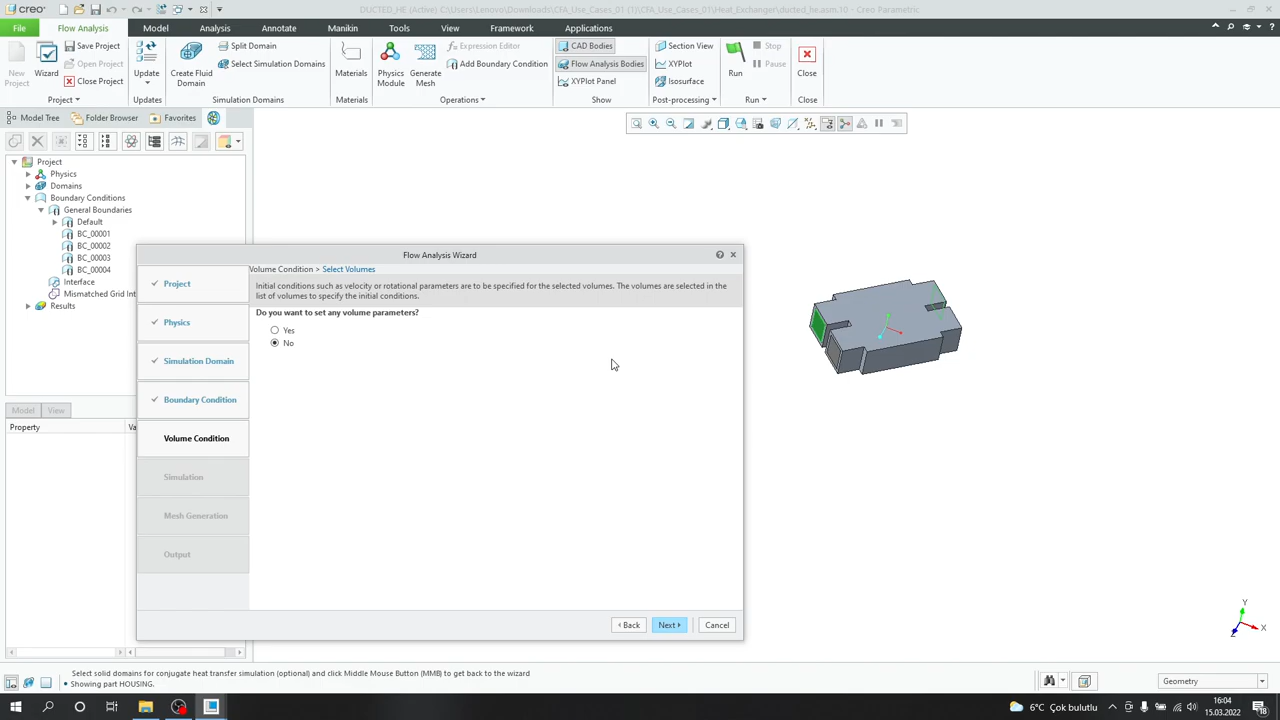 creo
DUCTED_HE (Active) C:\Users\Lenovo\Downloads\CFA_Use_Cases_01 (1)\CFA_Use_Cases_01\Heat_Exchanger\ducted_he.asm.10 - Creo Parametric
File
Flow Analysis
Model
Analysis
Annotate
Manikin
Tools
View
Framework
Applications
New
Project
Wizard
Save Project
Open Project
Close Project
Update
Create Fluid
Domain
Split Domain
Select Simulation Domains
Materials
Physics
Module
Generate
Mesh
Expression Editor
Add Boundary Condition
CAD Bodies
Flow Analysis Bodies
XYPlot Panel
Section View
XYPlot
Isosurface
Run
Stop
Pause
Close
Project
Updates
Simulation Domains
Materials
Operations
Show
Post-processing
Run
Close
Model Tree
Folder Browser
Favorites
Project
Physics
Domains
Boundary Conditions
General Boundaries
Default
BC_00001
BC_00002
BC_00003
BC_00004
Interface
Mismatched Grid Int
Results
Model
View
Property
Va
Flow Analysis Wizard
Project
Physics
Simulation Domain
Boundary Condition
Volume Condition
Simulation
Mesh Generation
Output
Volume Condition > Select Volumes
Initial conditions such as velocity or rotational parameters are to be specified for the selected volumes. The volumes are selected in the
list of volumes to specify the initial conditions.
Do you want to set any volume parameters?
Yes
No
Back
Next
Cancel
Y
X
Z
Select solid domains for conjugate heat transfer simulation (optional) and click Middle Mouse Button (MMB) to get back to the wizard
• Showing part HOUSING.
Geometry
6°C Çok bulutlu
16:04
15.03.2022
18